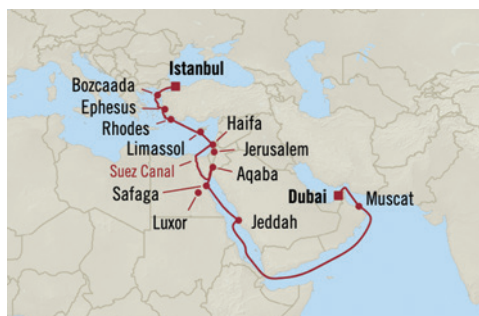 Istanbul
Bozcaada
Ephesus
Rhodes
Haifa
Limassol
Jerusalem
Suez Canal
Aqaba
Safaga
Dubai
Muscat
Luxor
Jeddah